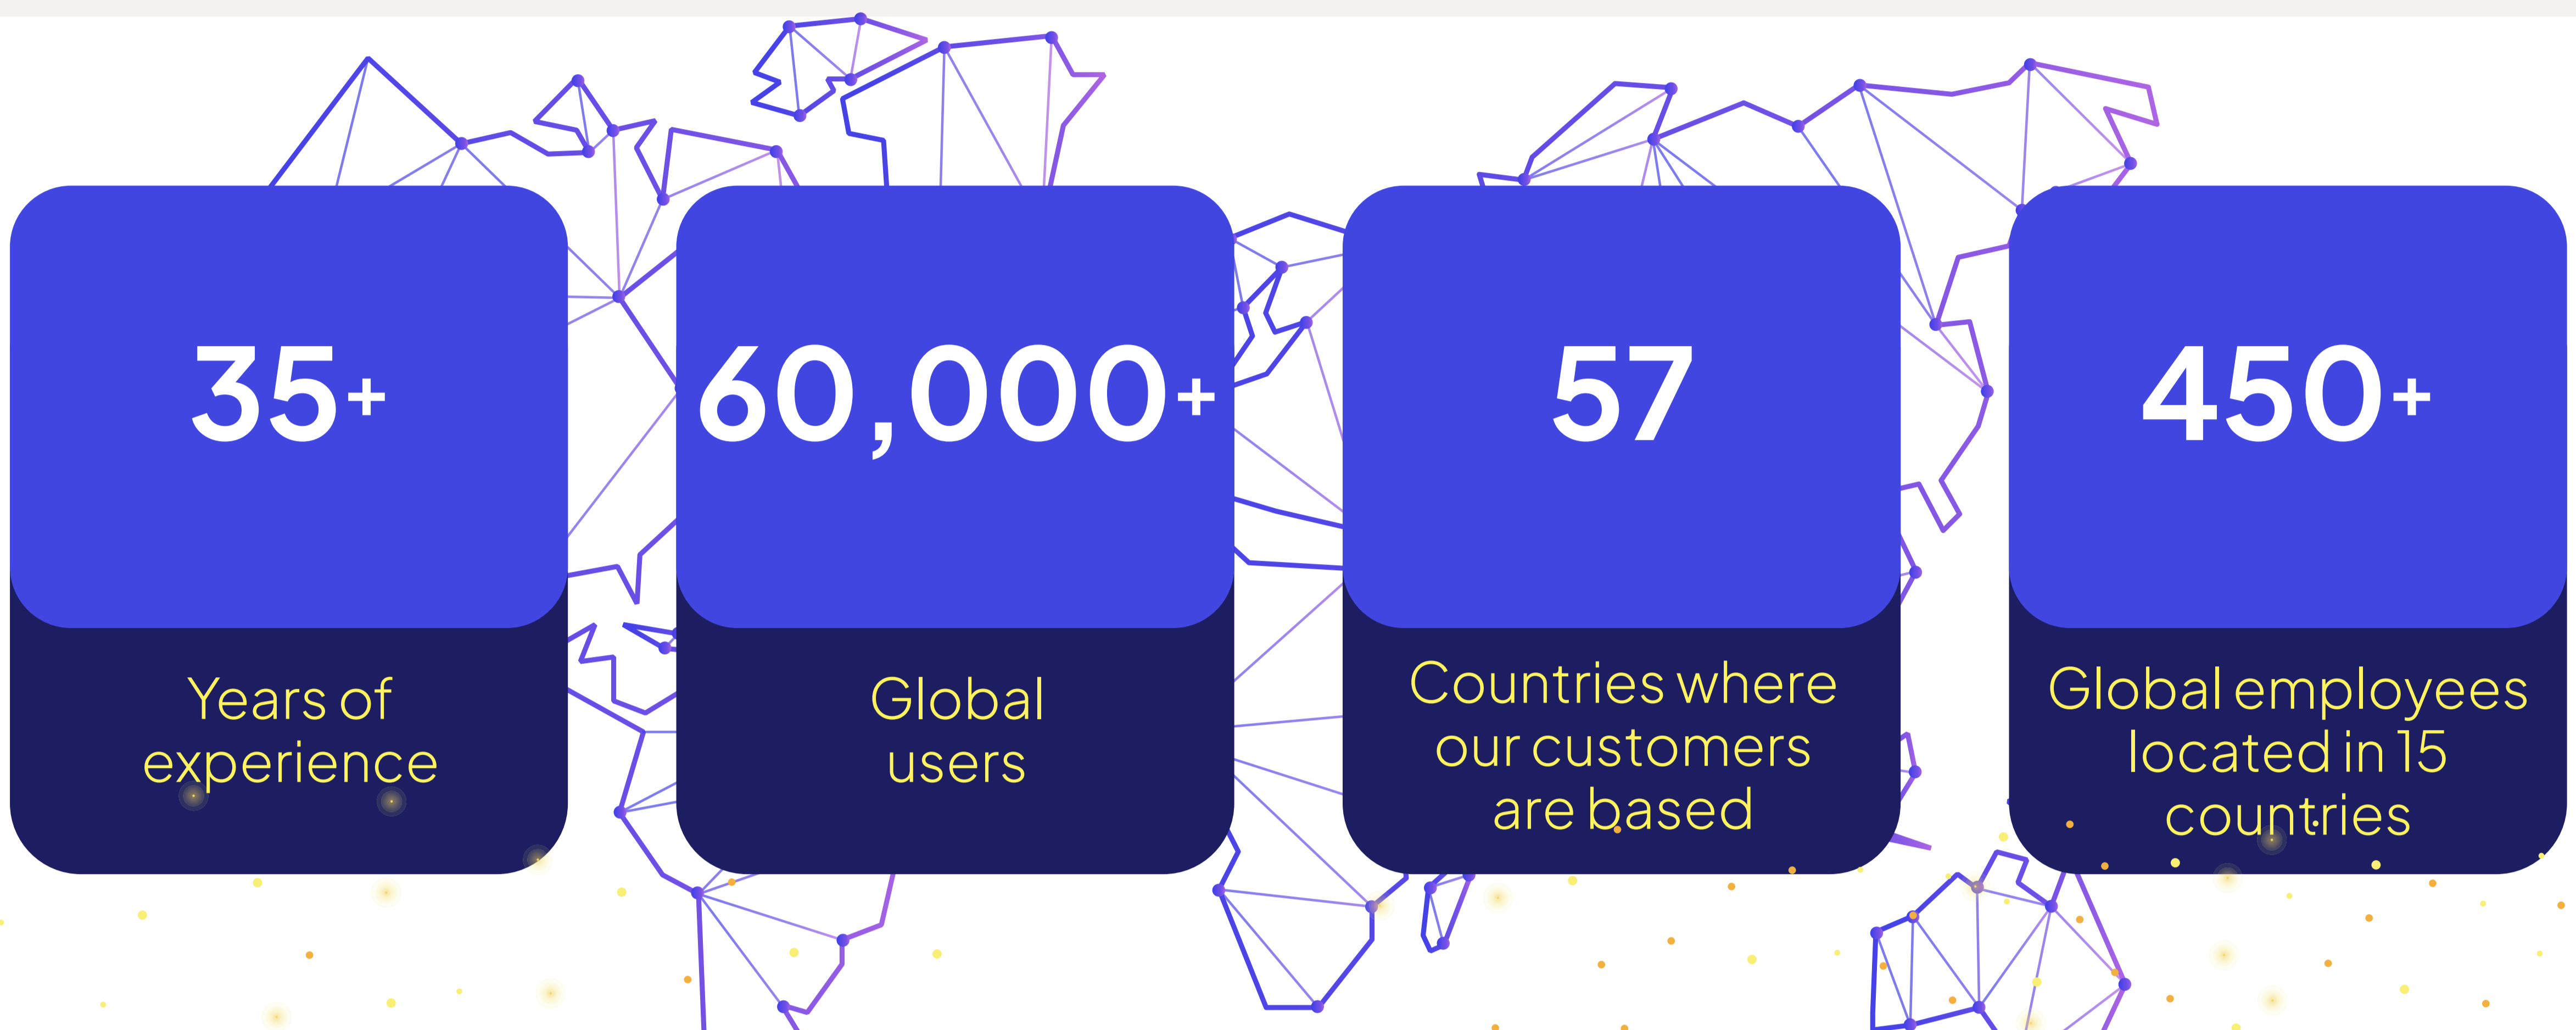 35+
Years of
experience
60,000+
Global
users
57
Countries where
our customers
are based
450+
Global employees
located in 15
countries